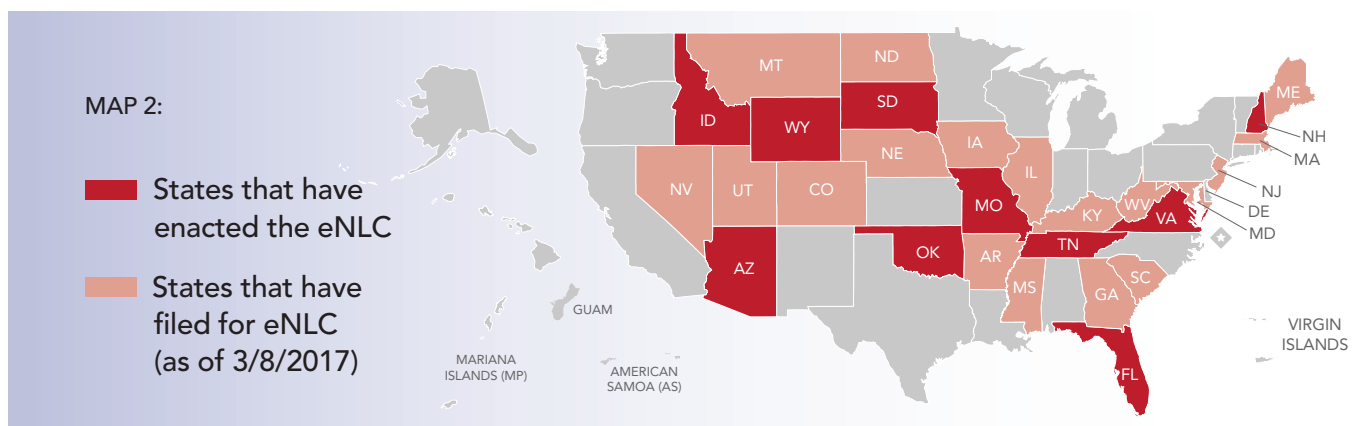 MAP 2:
States that have
enacted the eNLC
States that have
filed for eNLC
(as of 3/8/2017)
MT
ND
ID
WY
SD
NE
IA
IL
NV
UT
CO
MO
KY
WV
VA
AZ
OK
AR
TN
MS
GA
SC
FL
ME
NH
MA
NJ
DE
MD
GUAM
MARIANA
ISLANDS (MP)
AMERICAN
SAMOA (AS)
VIRGIN
ISLANDS